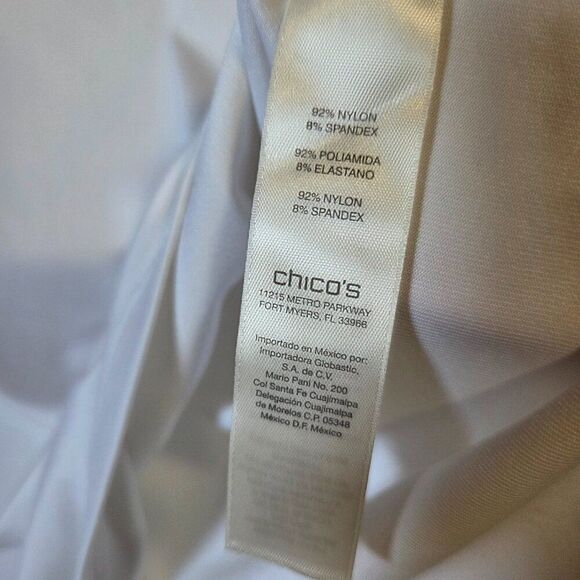 92% NYLON
8% SPANDEX
92% POLIAMIDA
8% ELASTANO
92% NYLON
8% SPANDEX
chico's
11215 METRO PARKWAY
FORT MYERS, FL 33966
Importado en México por:
Importadora Globastic,
S.A. de C.V.
Mario Pani No. 200
Col Santa Fe Cuajimalpa
Delegación Cuajimalpa
de Morelos C.P. 05348
México D.F. México